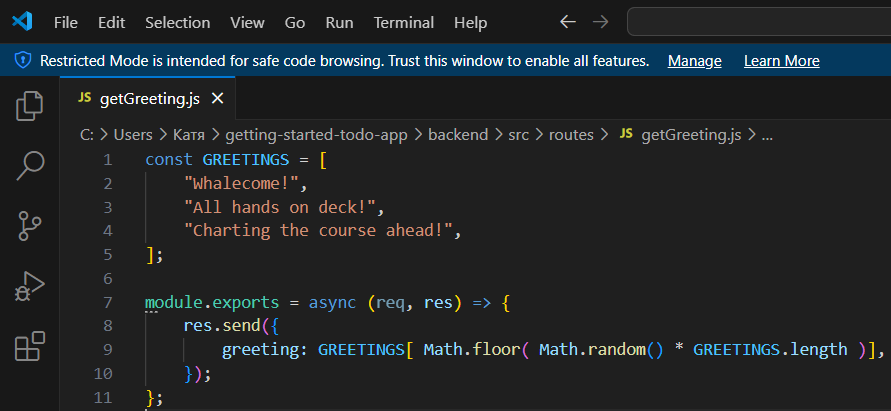 File Edit Selection View Go Run Terminal Help
Restricted Mode is intended for safe code browsing. Trust this window to enable all features. Manage Learn More
JS getGreeting.js
C: > Users > Катя > getting-started-todo-app > backend > src > routes > JS getGreeting.js > ...
1 const GREETINGS = [
2     "Whalecome!",
3     "All hands on deck!",
4     "Charting the course ahead!",
5 ];
6
7 module.exports = async (req, res) => {
8     res.send({
9         greeting: GREETINGS[ Math.floor( Math.random() * GREETINGS.length )],
10     });
11 };